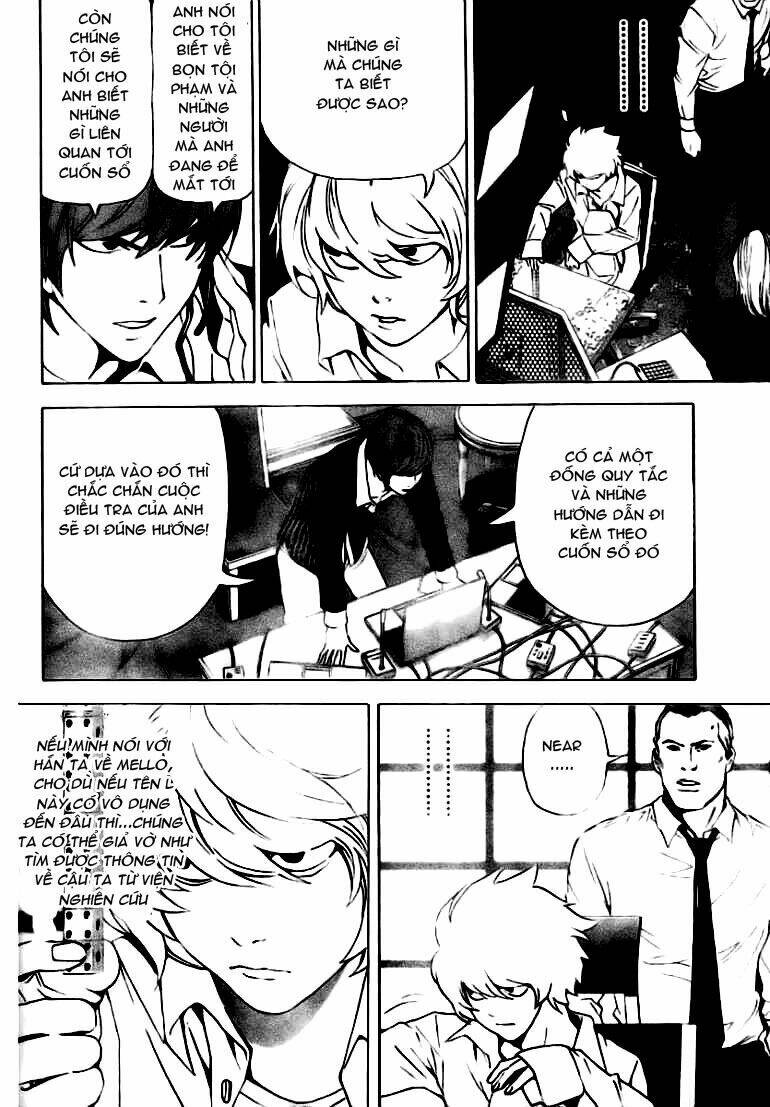 NHỮNG GÌ
MÀ CHÚNG
TA BIẾT
ĐƯỢC SAO?
ANH NÓI
CHO TÔI
BIẾT VỀ
BỌN TỘI
PHẠM VÀ
NHỮNG
NGƯỜI
MÀ ANH
ĐANG ĐỂ
MẮT TỚI
CÒN
CHÚNG
TÔI SẼ
NÓI CHO
ANH BIẾT
NHỮNG
GÌ LIÊN
QUAN TỚI
CUỐN SỔ
CÓ CẢ MỘT
ĐỐNG QUY TẮC
VÀ NHỮNG
HƯỚNG DẪN ĐI
KÈM THEO
CUỐN SỔ ĐÓ
CỨ DỰA VÀO ĐÓ THÌ
CHẮC CHẮN CUỘC
ĐIỀU TRA CỦA ANH
SẼ ĐI ĐÚNG HƯỚNG!
NEAR
.....
NẾU MÌNH NÓI VỚI
HẮN TA VỀ MELLO,
CHO DÙ NẾU TÊN L
NÀY CÓ VÔ DỤNG
ĐẾN ĐÂU THÌ...CHÚNG
TA CÓ THỂ GIẢ VỜ NHƯ
TÌM ĐƯỢC THÔNG TIN
VỀ CẬU TA TỪ VIỆN
NGHIÊN CỨU